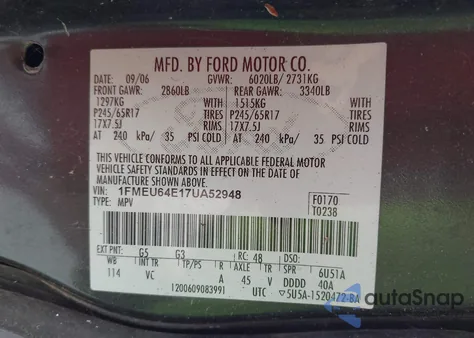 MFD. BY FORD MOTOR CO.
DATE: 09/06 GVWR: 6020LB/ 2731KG
FRONT GAWR: 2860LB REAR GAWR: 3340LB
1297KG WITH 1515KG WITH
P245/65R17 TIRES P245/65R17 TIRES
17X7.5J RIMS 17X7.5J RIMS
AT 240 kPa/ 35 PSI COLD AT 240 kPa/ 35 PSI COLD
THIS VEHICLE CONFORMS TO ALL APPLICABLE FEDERAL MOTOR
VEHICLE SAFETY STANDARDS IN EFFECT ON THE DATE OF
MANUFACTURE SHOWN ABOVE.
VIN: 1FMEU64E17UA52948 F0170
TYPE: MPV T0238
EXT PNT: G5 G3 RC: 48 DSO:
WB INT TR TP/PS R AXLE TR SPR 6U51A
114 VC A 45 V DDDD 40A
12006090B3991 UTC ▽5U5A-1520472-BA
autoSnap